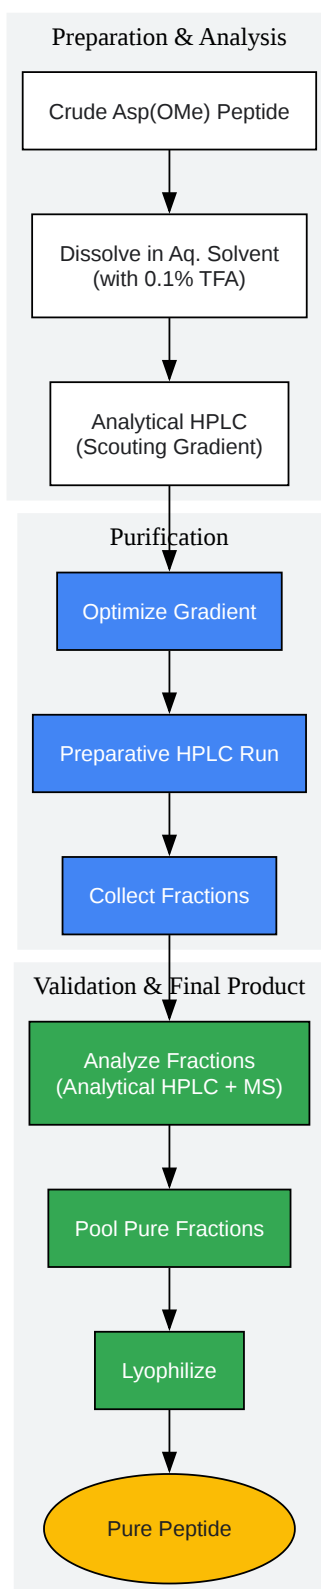 Preparation & Analysis
Crude Asp(OMe) Peptide
Dissolve in Aq. Solvent
(with 0.1% TFA)
Analytical HPLC
(Scouting Gradient)
Purification
Optimize Gradient
Preparative HPLC Run
Collect Fractions
Validation & Final Product
Analyze Fractions
(Analytical HPLC + MS)
Pool Pure Fractions
Lyophilize
Pure Peptide